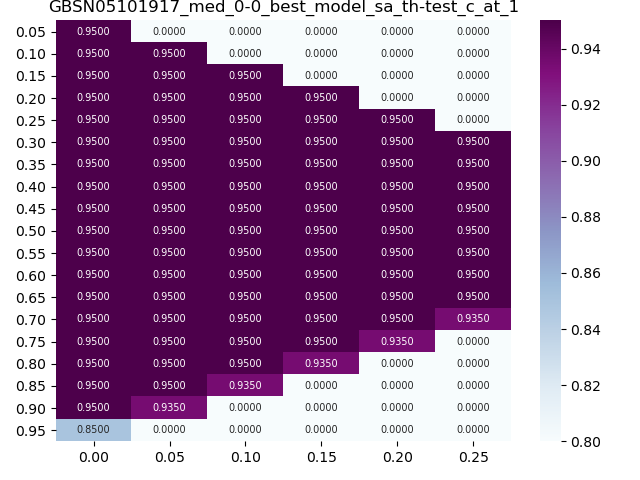 GBSN05101917_med_0-0_best_model_sa_th-test_c_at_1
0.05 0.9500 0.0000 0.0000 0.0000 0.0000 0.0000
0.10 0.9500 0.9500 0.0000 0.0000 0.0000 0.0000
0.15 0.9500 0.9500 0.9500 0.0000 0.0000 0.0000
0.20 0.9500 0.9500 0.9500 0.9500 0.0000 0.0000
0.25 0.9500 0.9500 0.9500 0.9500 0.9500 0.0000
0.30 0.9500 0.9500 0.9500 0.9500 0.9500 0.9500
0.35 0.9500 0.9500 0.9500 0.9500 0.9500 0.9500
0.40 0.9500 0.9500 0.9500 0.9500 0.9500 0.9500
0.45 0.9500 0.9500 0.9500 0.9500 0.9500 0.9500
0.50 0.9500 0.9500 0.9500 0.9500 0.9500 0.9500
0.55 0.9500 0.9500 0.9500 0.9500 0.9500 0.9500
0.60 0.9500 0.9500 0.9500 0.9500 0.9500 0.9500
0.65 0.9500 0.9500 0.9500 0.9500 0.9500 0.9500
0.70 0.9500 0.9500 0.9500 0.9500 0.9500 0.9350
0.75 0.9500 0.9500 0.9500 0.9500 0.9350 0.0000
0.80 0.9500 0.9500 0.9500 0.9350 0.0000 0.0000
0.85 0.9500 0.9500 0.9350 0.0000 0.0000 0.0000
0.90 0.9500 0.9350 0.0000 0.0000 0.0000 0.0000
0.95 0.8500 0.0000 0.0000 0.0000 0.0000 0.0000
0.00 0.05 0.10 0.15 0.20 0.25
0.94
0.92
0.90
0.88
0.86
0.84
0.82
0.80